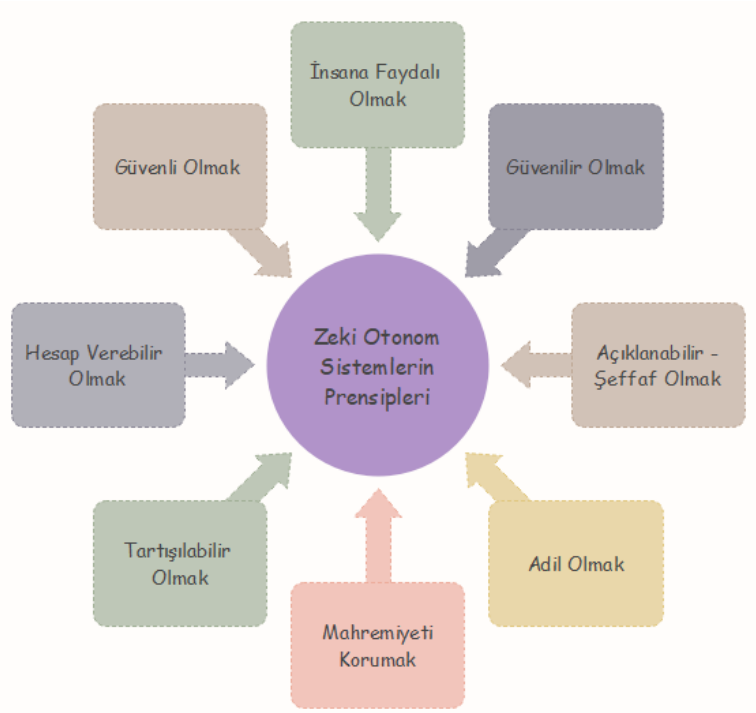 İnsana Faydalı
Olmak
Güvenli Olmak
Güvenilir Olmak
Zeki Otonom
Sistemlerin
Prensipleri
Hesap Verebilir
Olmak
Açıklanabilir -
Şeffaf Olmak
Tartışılabilir
Olmak
Adil Olmak
Mahremiyeti
Korumak